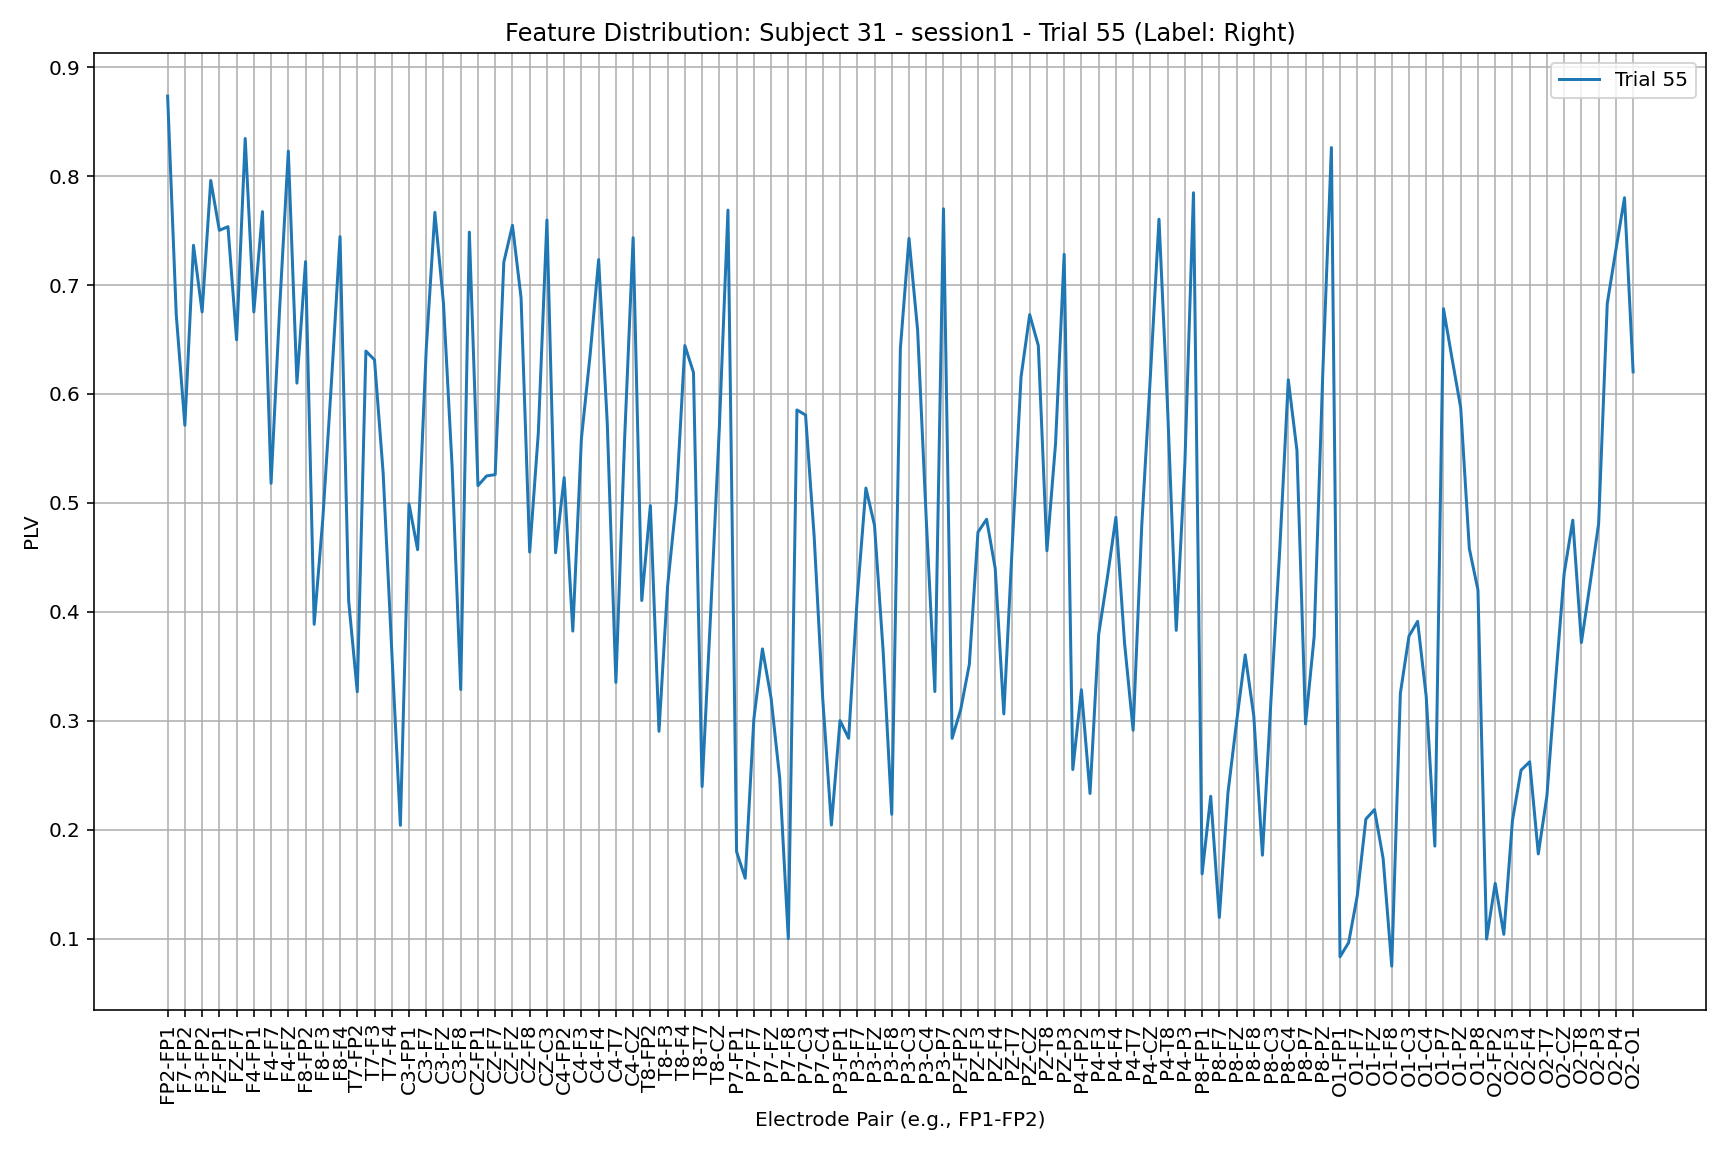 Feature Distribution: Subject 31 - session1 - Trial 55 (Label: Right)
Trial 55
0.9
0.8
0.7
0.6
0.5
0.4
0.3
0.2
0.1
PLV
FP2-FP1
F7-FP2
F3-FP2
FZ-FP1
FZ-F7
F4-FP1
F4-F7
F4-FZ
F8-FP2
F8-F3
F8-F4
T7-FP2
T7-F3
T7-F4
C3-FP1
C3-F7
C3-FZ
C3-F8
CZ-FP1
CZ-F7
CZ-FZ
CZ-F8
CZ-C3
C4-FP2
C4-F3
C4-F4
C4-T7
C4-CZ
T8-FP2
T8-F3
T8-F4
T8-T7
T8-CZ
P7-FP1
P7-F7
P7-FZ
P7-F8
P7-C3
P7-C4
P3-FP1
P3-F7
P3-FZ
P3-F8
P3-C3
P3-C4
P3-P7
PZ-FP2
PZ-F3
PZ-F4
PZ-T7
PZ-CZ
PZ-T8
PZ-P3
P4-FP2
P4-F3
P4-F4
P4-T7
P4-CZ
P4-T8
P4-P3
P8-FP1
P8-F7
P8-FZ
P8-F8
P8-C3
P8-C4
P8-P7
P8-PZ
O1-FP1
O1-F7
O1-FZ
O1-F8
O1-C3
O1-C4
O1-P7
O1-PZ
O1-P8
O2-FP2
O2-F3
O2-F4
O2-T7
O2-CZ
O2-T8
O2-P3
O2-P4
O2-O1
Electrode Pair (e.g., FP1-FP2)